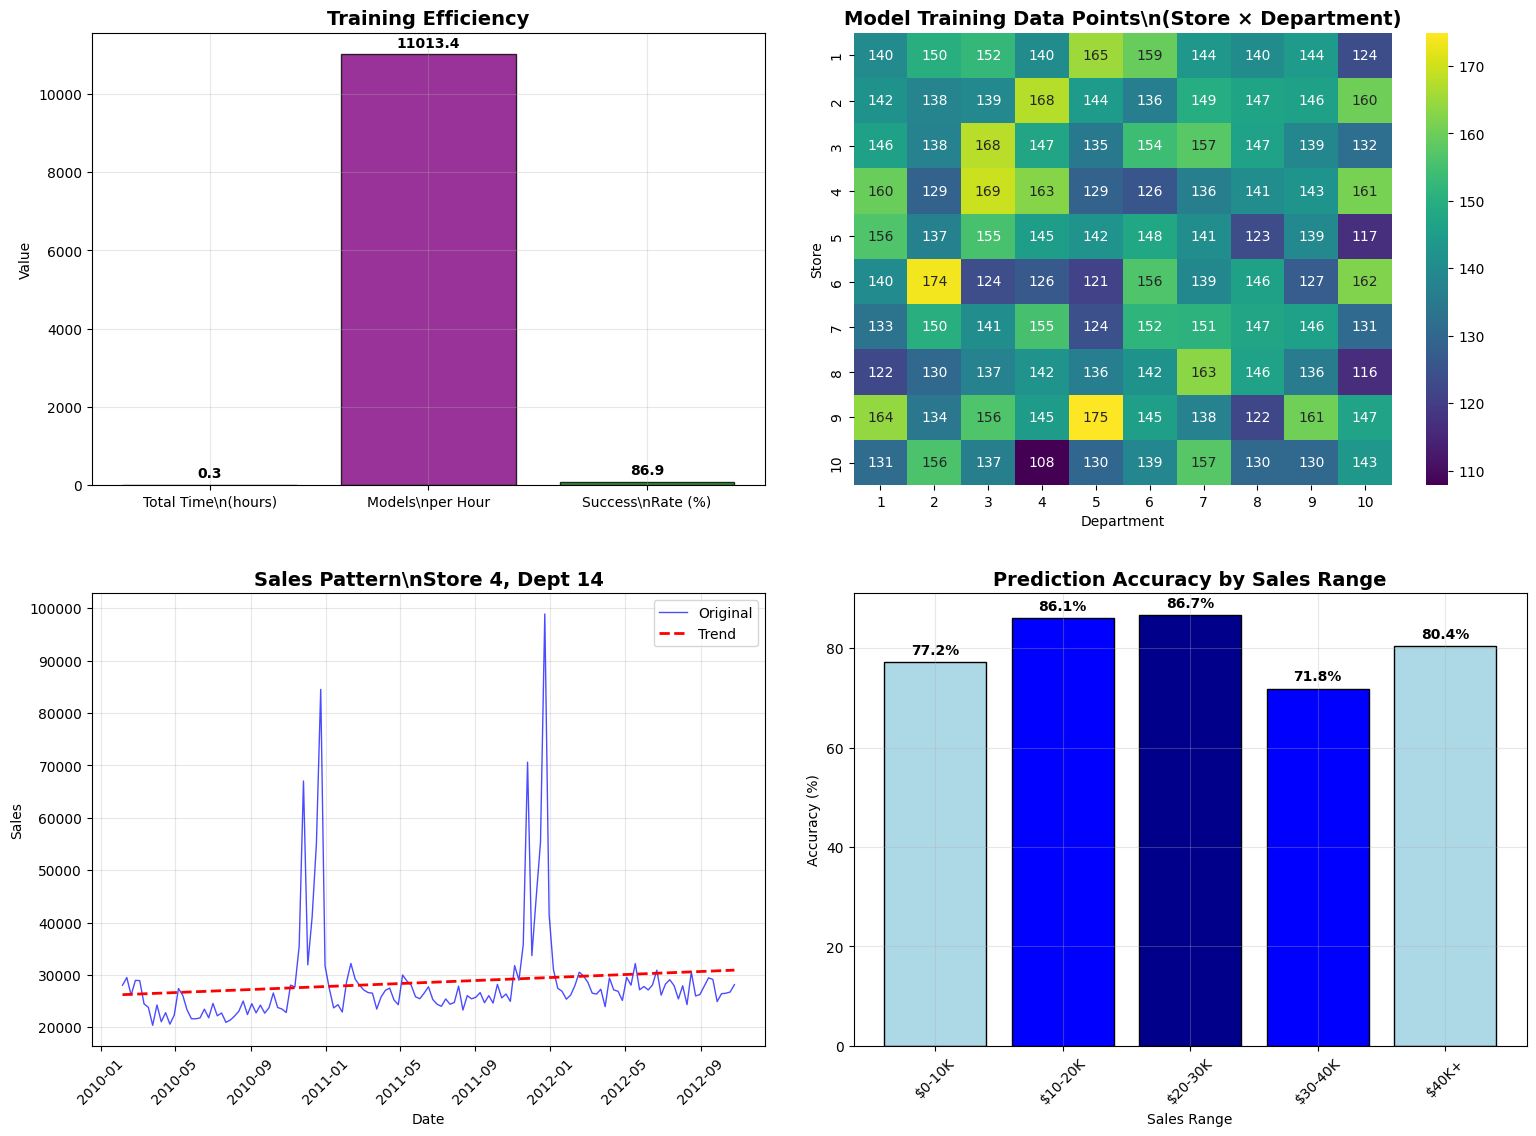 Training Efficiency
11013.4
0.3
86.9
10000
8000
6000
4000
2000
0
Value
Total Time\n(hours) Models\nper Hour Success\nRate (%)
Model Training Data Points\n(Store × Department)
1 140 150 152 140 165 159 144 140 144 124
2 142 138 139 168 144 136 149 147 146 160
3 146 138 168 147 135 154 157 147 139 132
4 160 129 169 163 129 126 136 141 143 161
5 156 137 155 145 142 148 141 123 139 117
6 140 174 124 126 121 156 139 146 127 162
7 133 150 141 155 124 152 151 147 146 131
8 122 130 137 142 136 142 163 146 136 116
9 164 134 156 145 175 145 138 122 161 147
10 131 156 137 108 130 139 157 130 130 143
1 2 3 4 5 6 7 8 9 10
Store
Department
170
160
150
140
130
120
110
Sales Pattern\nStore 4, Dept 14
Original
Trend
100000
90000
80000
70000
60000
50000
40000
30000
20000
Sales
2010-01 2010-05 2010-09 2011-01 2011-05 2011-09 2012-01 2012-05 2012-09
Date
Prediction Accuracy by Sales Range
77.2% 86.1% 86.7% 71.8% 80.4%
80
60
40
20
0
Accuracy (%)
$0-10K $10-20K $20-30K $30-40K $40K+
Sales Range